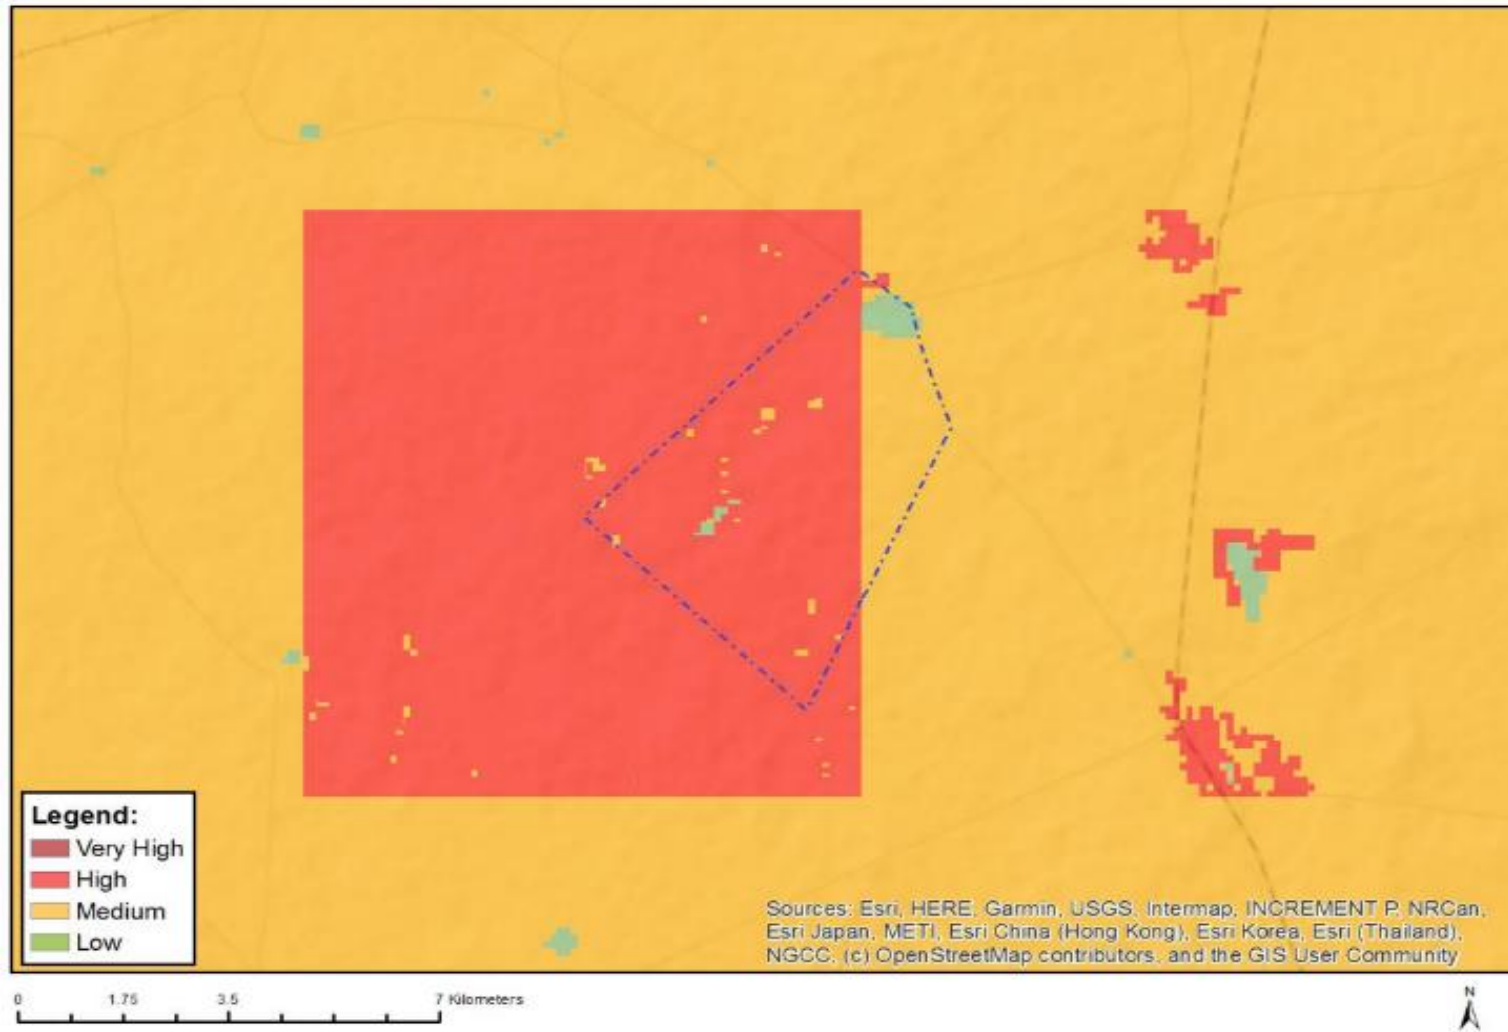 Legend:
Very High
High
Medium
Low
Sources: Esri, HERE, Garmin, USGS, Intermap, INCREMENT P, NRCan,
Esri Japan, METI, Esri China (Hong Kong), Esri Korea, Esri (Thailand),
NGCC, (c) OpenStreetMap contributors, and the GIS User Community
0 1.75 3.5 7 Kilometers
N